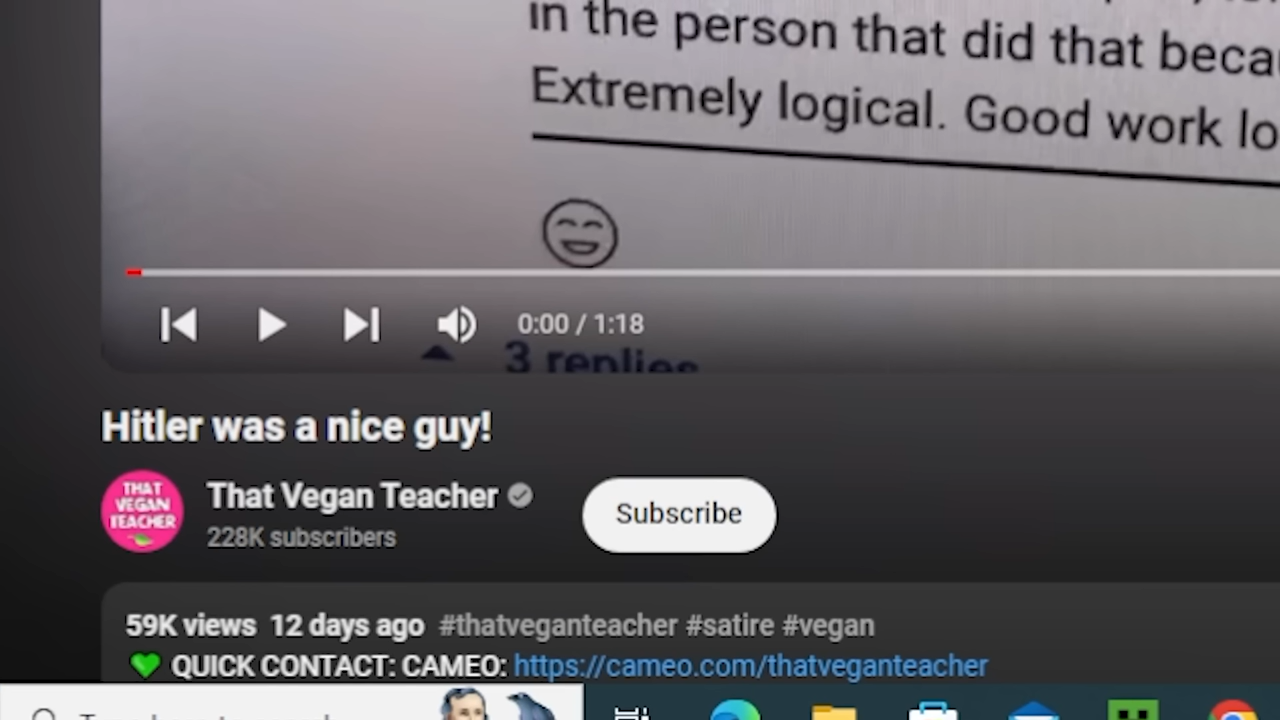 in the person that did that
Extremely logical. Good work
0:00 / 1:18
3 replies
Hitler was a nice guy!
THAT
VEGAN
TEACHER
That Vegan Teacher
228K subscribers
Subscribe
59K views 12 days ago #thatveganteacher #satire #vegan
💚 QUICK CONTACT: CAMEO: https://cameo.com/thatveganteacher